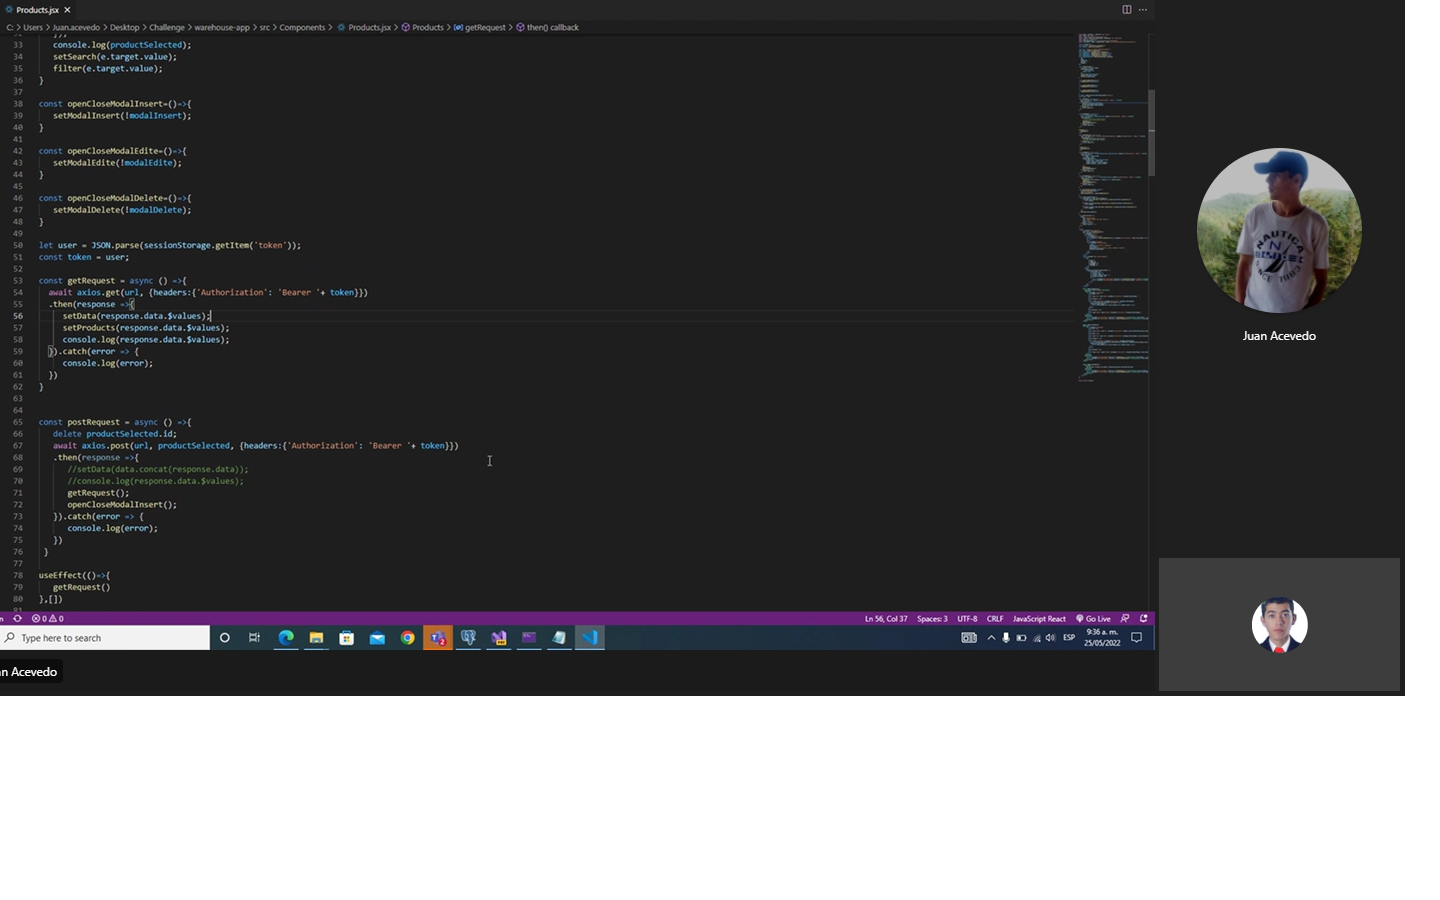 Products.jsx
C: > Users > Juan.acevedo > Desktop > Challenge > warehouse-app > src > Components > Products.jsx > Products > getRequest > then() callback
33 console.log(productSelected);
34 setSearch(e.target.value);
35 filter(e.target.value);
36 }
37
38 const openCloseModalInsert=()=>{
39 setModalInsert(!modalInsert);
40 }
41
42 const openCloseModalEdite=()=>{
43 setModalEdite(!modalEdite);
44 }
45
46 const openCloseModalDelete=()=>{
47 setModalDelete(!modalDelete);
48 }
49
50 let user = JSON.parse(sessionStorage.getItem('token'));
51 const token = user;
52
53 const getRequest = async () =>{
54 await axios.get(url, {headers:{'Authorization': 'Bearer '+ token}})
55 .then(response =>{
56 setData(response.data.$values);
57 setProducts(response.data.$values);
58 console.log(response.data.$values);
59 }).catch(error => {
60 console.log(error);
61 })
62 }
63
64
65 const postRequest = async () =>{
66 delete productSelected.id;
67 await axios.post(url, productSelected, {headers:{'Authorization': 'Bearer '+ token}})
68 .then(response =>{
69 //setData(data.concat(response.data));
70 //console.log(response.data.$values);
71 getRequest();
72 openCloseModalInsert();
73 }).catch(error => {
74 console.log(error);
75 })
76 }
77
78 useEffect(()=>{
79 getRequest()
80 },[])
81
0 0 Ln 56, Col 37 Spaces: 3 UTF-8 CRLF JavaScript React Go Live
Type here to search
ESP
9:36 a. m.
25/05/2022
n Acevedo
NAUTICA
SINCE 1983
Juan Acevedo